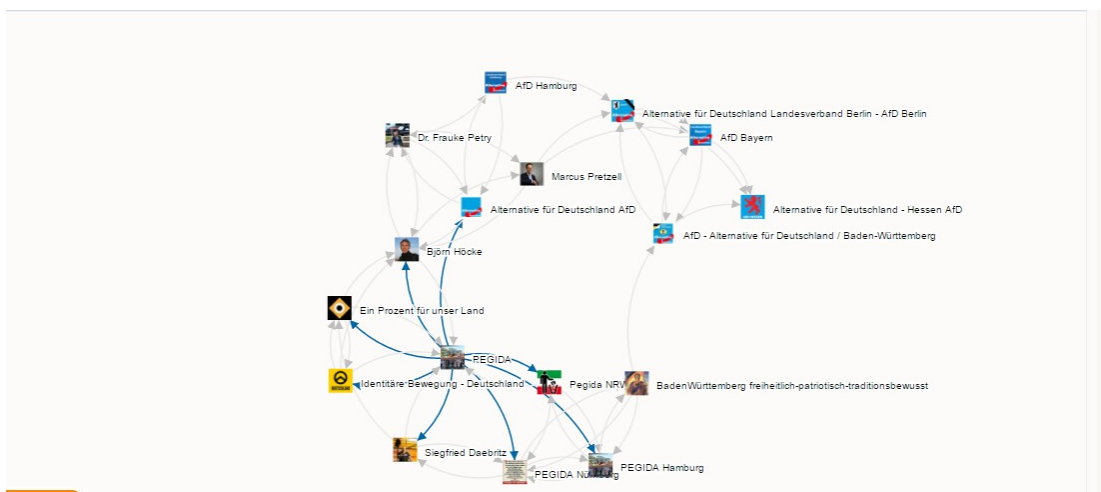 AfD Hamburg
Alternative für Deutschland Landesverband Berlin - AfD Berlin
Dr. Frauke Petry
AfD Bayern
Marcus Pretzell
Alternative für Deutschland AfD
Alternative für Deutschland - Hessen AfD
AfD - Alternative für Deutschland / Baden-Württemberg
Björn Höcke
Ein Prozent für unser Land
PEGIDA
Identitäre Bewegung - Deutschland
Pegida NRW
BadenWürttemberg freiheitlich-patriotisch-traditionsbewusst
Siegfried Daebritz
PEGIDA Hamburg
PEGIDA Nürnberg